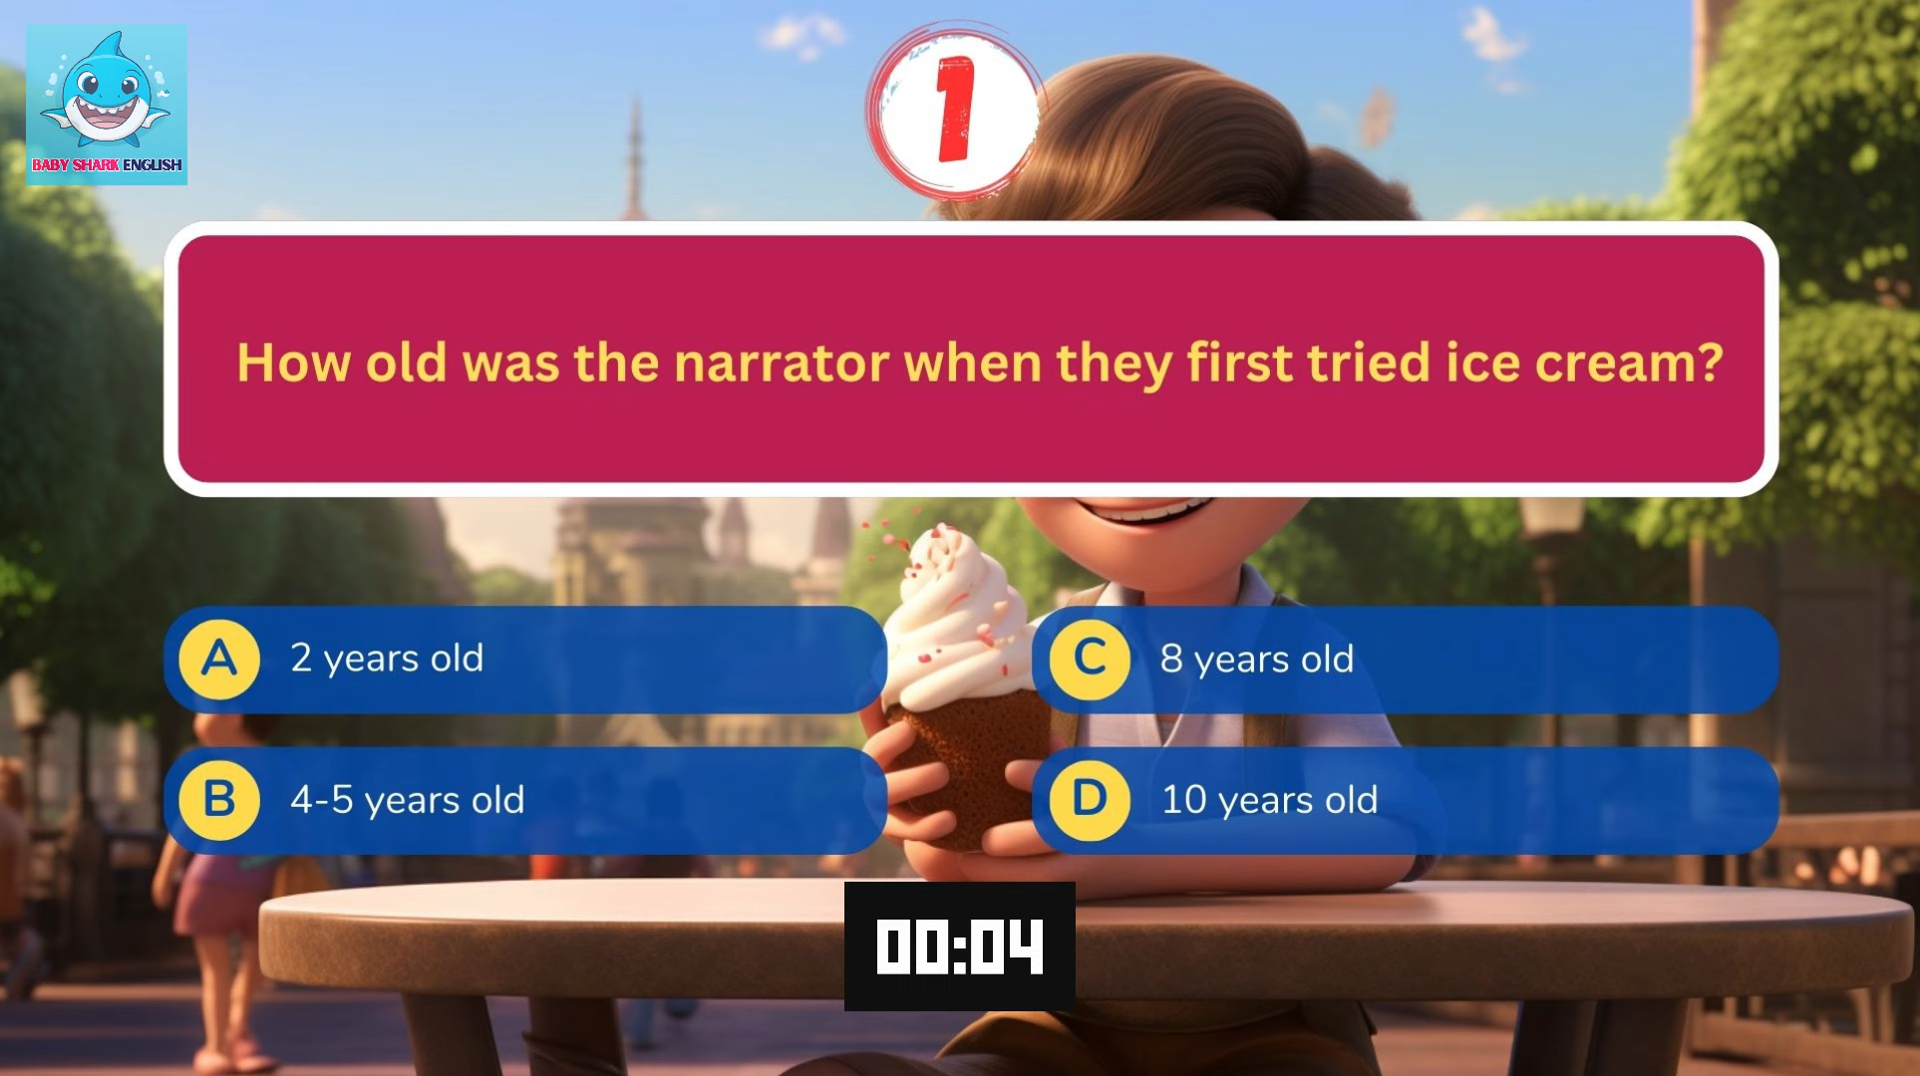 BABY SHARK ENGLISH
1
How old was the narrator when they first tried ice cream?
A 2 years old
B 4-5 years old
C 8 years old
D 10 years old
00:04